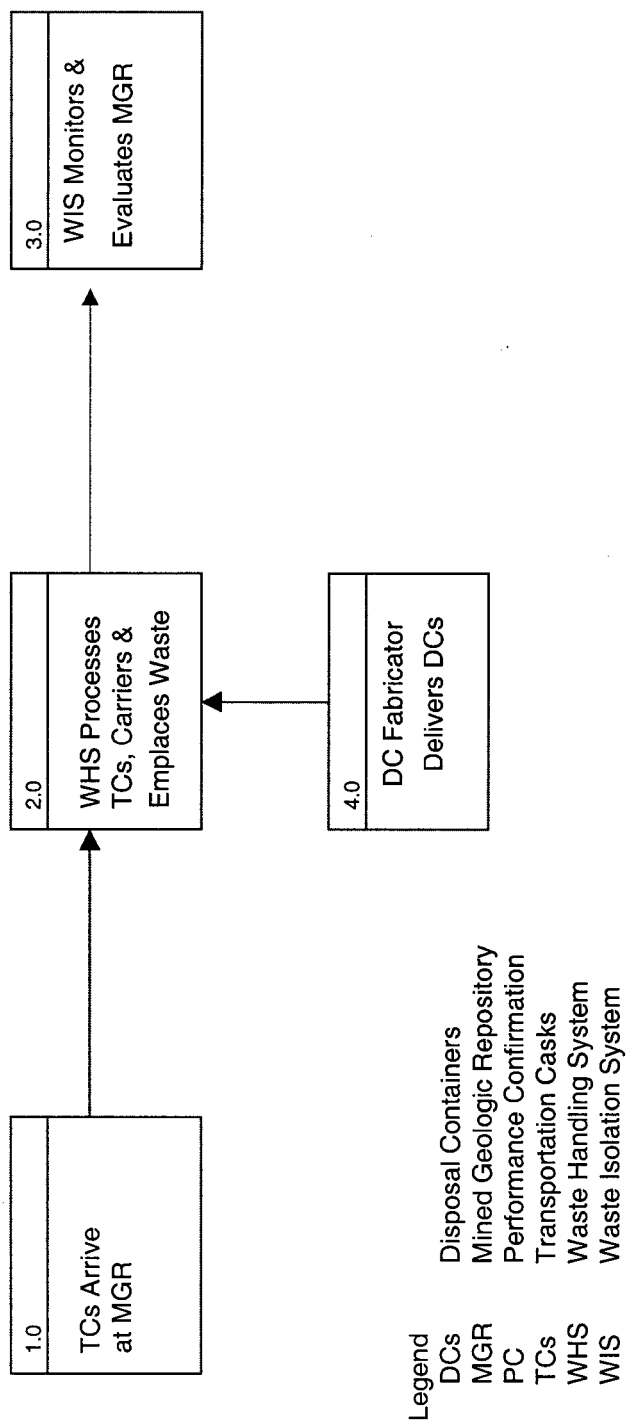 1.0
TCs Arrive
at MGR
2.0
WHS Processes
TCs, Carriers &
Emplaces Waste
3.0
WIS Monitors &
Evaluates MGR
4.0
DC Fabricator
Delivers DCs
Legend
DCs Disposal Containers
MGR Mined Geologic Repository
PC Performance Confirmation
TCs Transportation Casks
WHS Waste Handling System
WIS Waste Isolation System